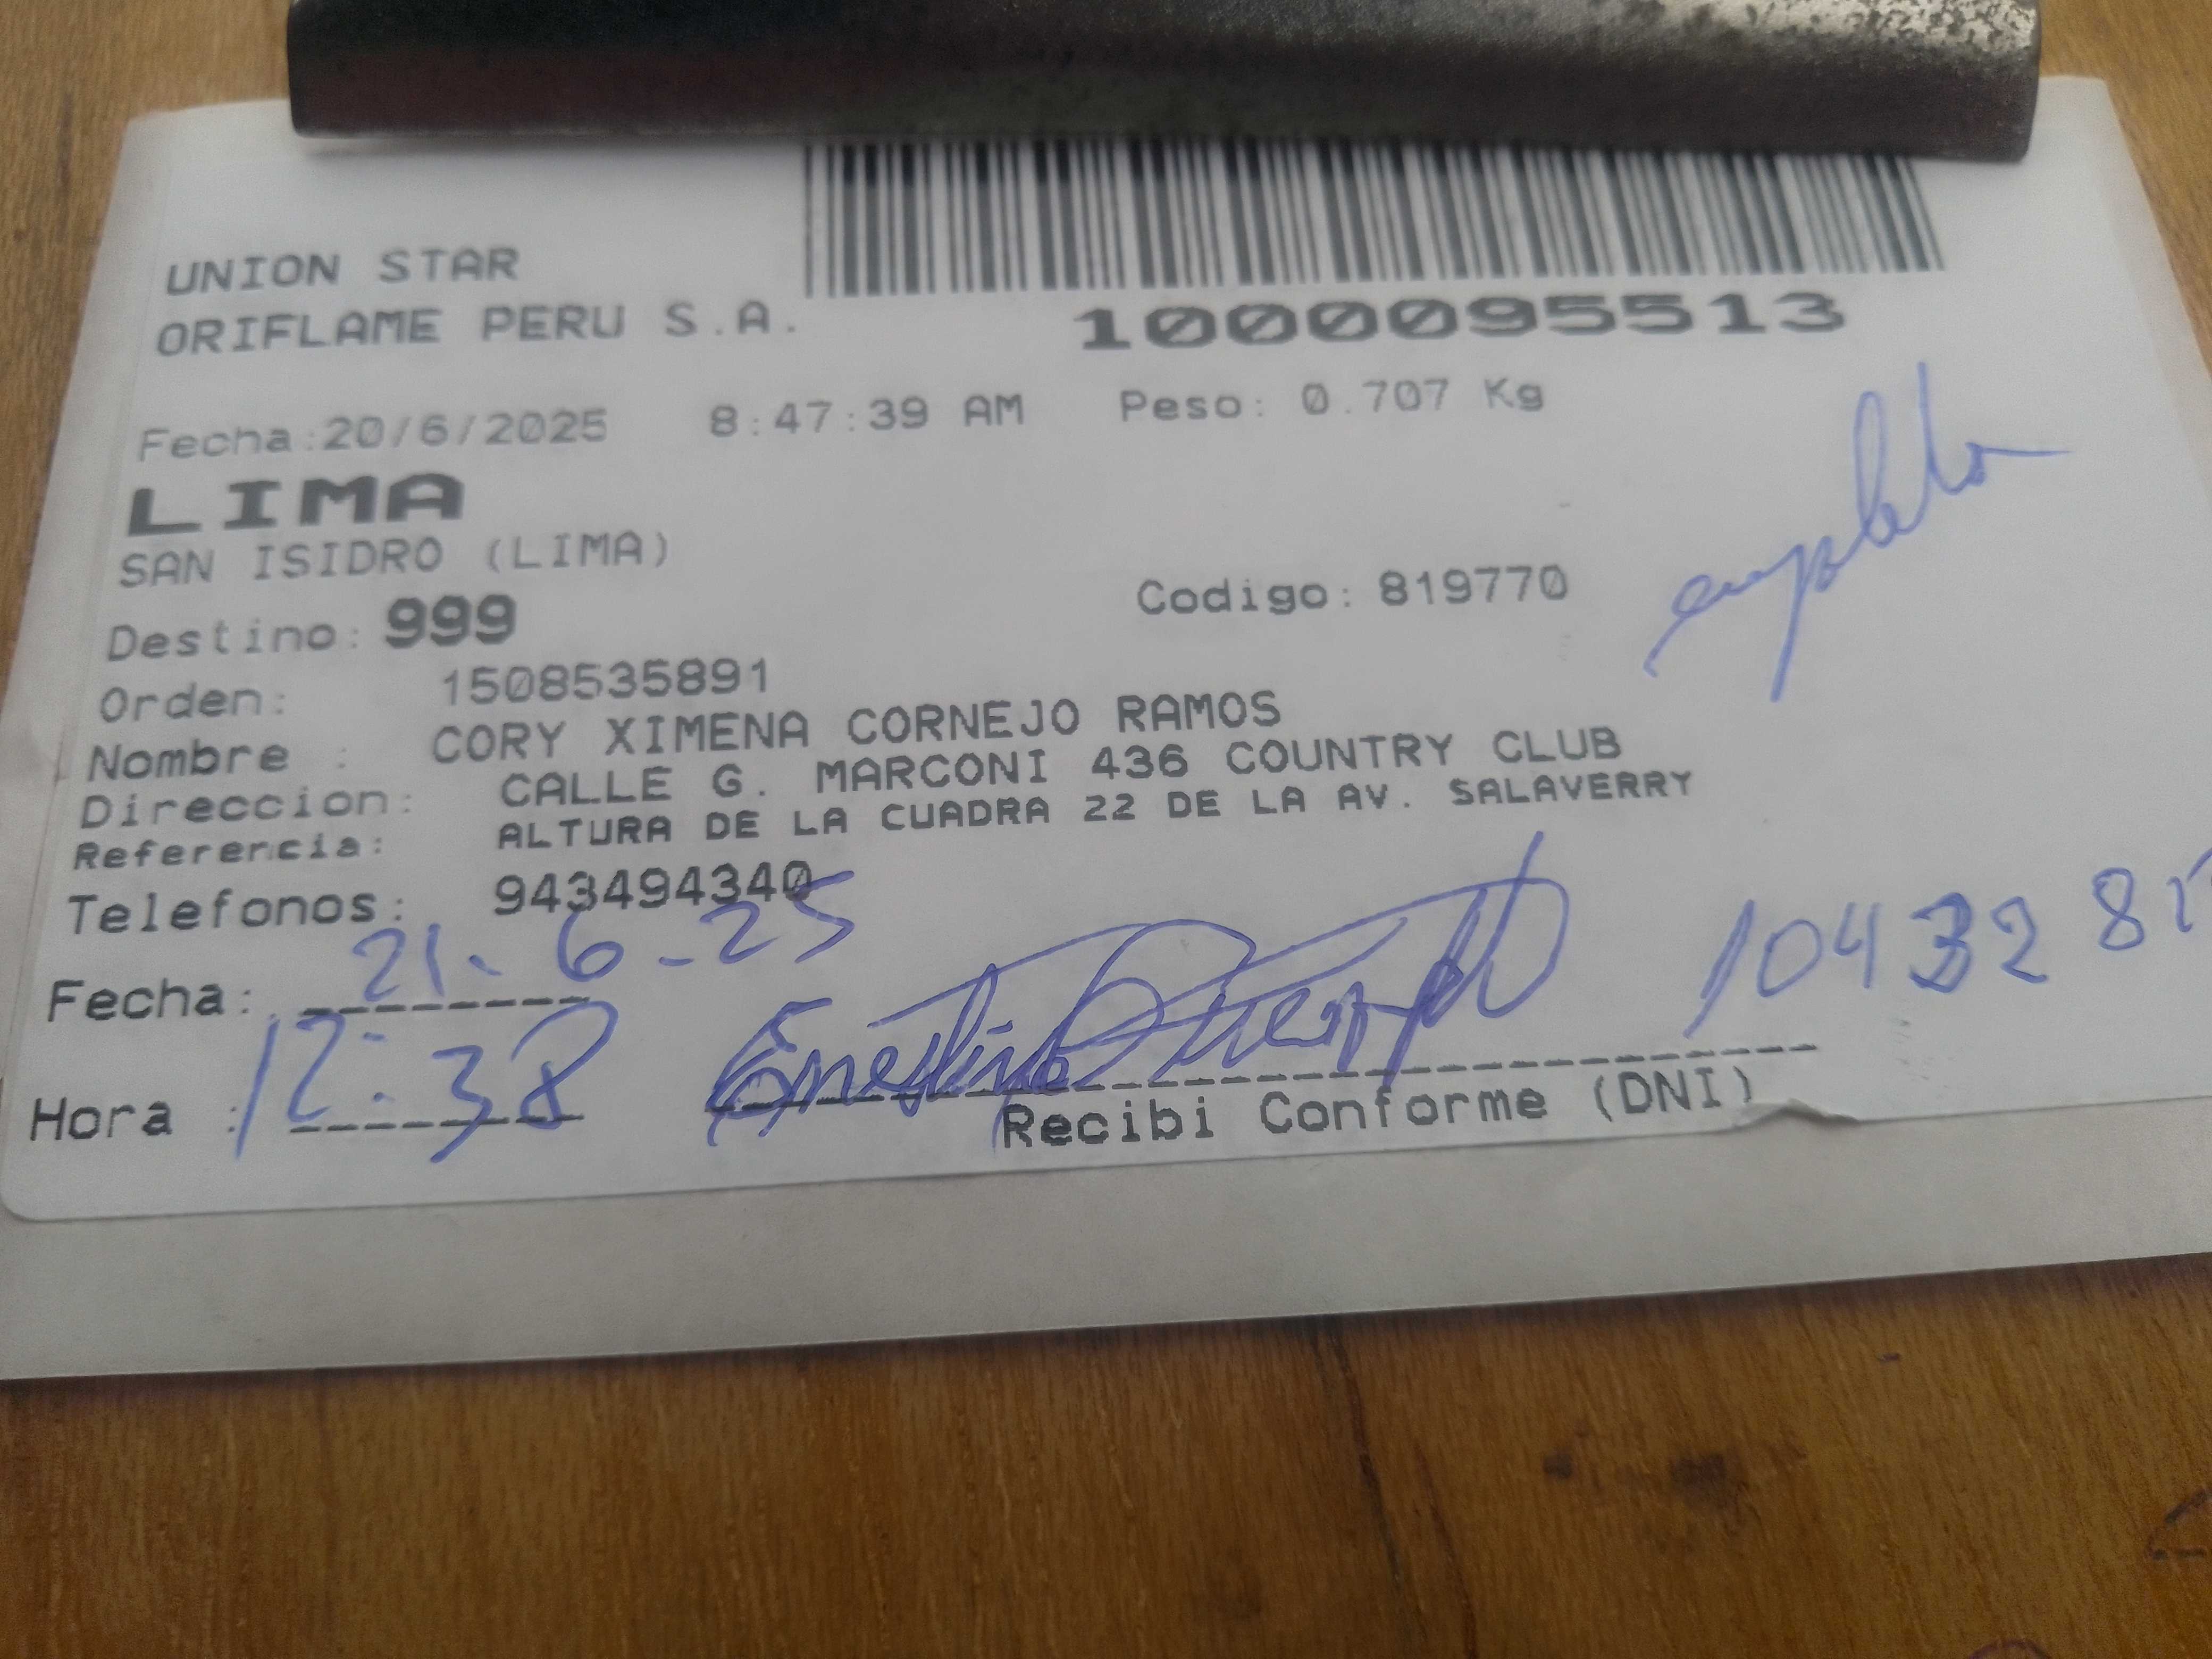 UNION STAR
ORIFLAME PERU S.A.
1000095513
Fecha:20/6/2025 8:47:39 AM Peso: 0.707 Kg
LIMA
SAN ISIDRO (LIMA)
Destino: 999 Codigo: 819770
Orden: 1508535891
Nombre : CORY XIMENA CORNEJO RAMOS
Direccion: CALLE G. MARCONI 436 COUNTRY CLUB
Referencia: ALTURA DE LA CUADRA 22 DE LA AV. SALAVERRY
Telefonos: 943494340
Fecha: 21-6-25
Hora : 12:38
Recibi Conforme (DNI)